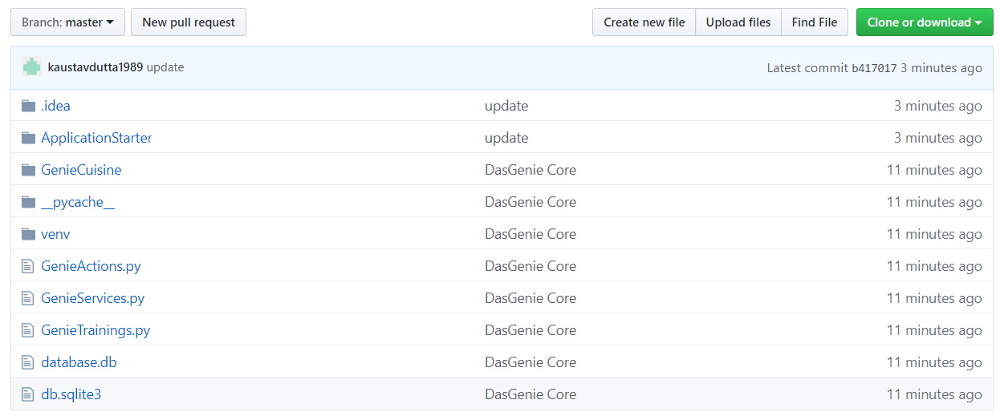 Branch: master New pull request Create new file Upload files Find File Clone or download
kaustavdutta1989 update Latest commit b417017 3 minutes ago
.idea update 3 minutes ago
ApplicationStarter update 3 minutes ago
GenieCuisine DasGenie Core 11 minutes ago
__pycache__ DasGenie Core 11 minutes ago
venv DasGenie Core 11 minutes ago
GenieActions.py DasGenie Core 11 minutes ago
GenieServices.py DasGenie Core 11 minutes ago
GenieTrainings.py DasGenie Core 11 minutes ago
database.db DasGenie Core 11 minutes ago
db.sqlite3 DasGenie Core 11 minutes ago